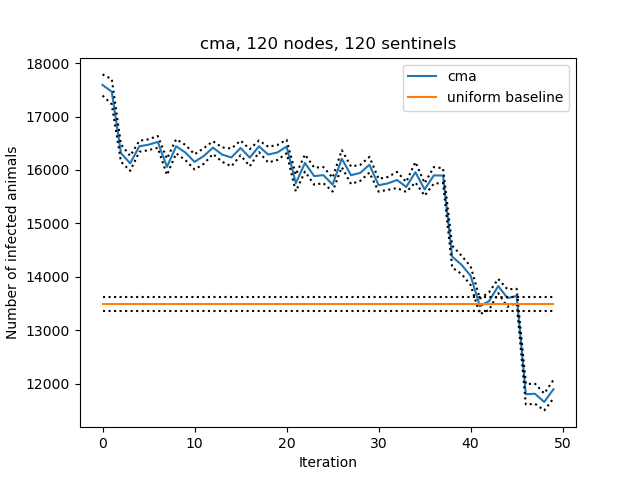 cma, 120 nodes, 120 sentinels
cma
uniform baseline
18000
17000
16000
15000
14000
13000
12000
Number of infected animals
0 10 20 30 40 50
Iteration